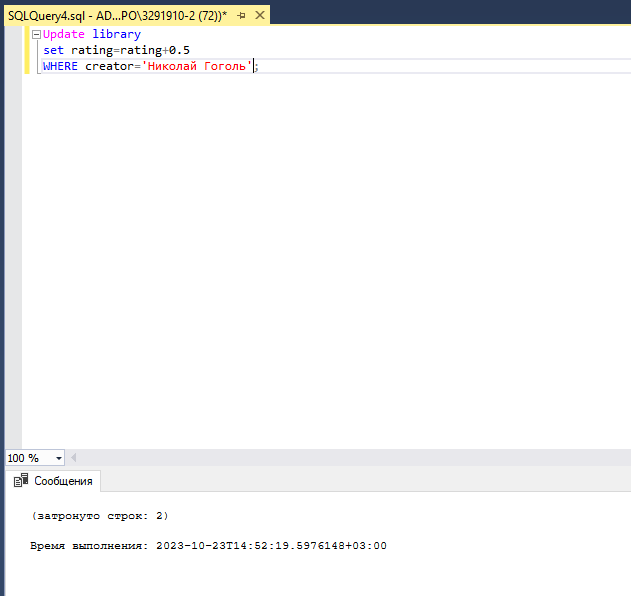 SQLQuery4.sql - AD...PO\3291910-2 (72))*
Update library
set rating=rating+0.5
WHERE creator='Николай Гоголь';
100 %
Сообщения
(затронуто строк: 2)
Время выполнения: 2023-10-23T14:52:19.5976148+03:00